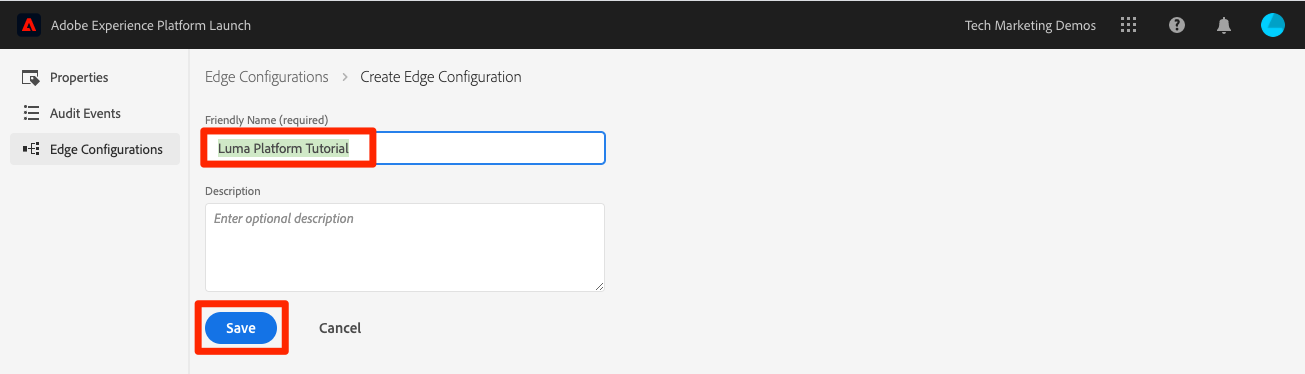 Adobe Experience Platform Launch
Tech Marketing Demos
Properties
Audit Events
Edge Configurations
Edge Configurations > Create Edge Configuration
Friendly Name (required)
Luma Platform Tutorial
Description
Enter optional description
Save
Cancel